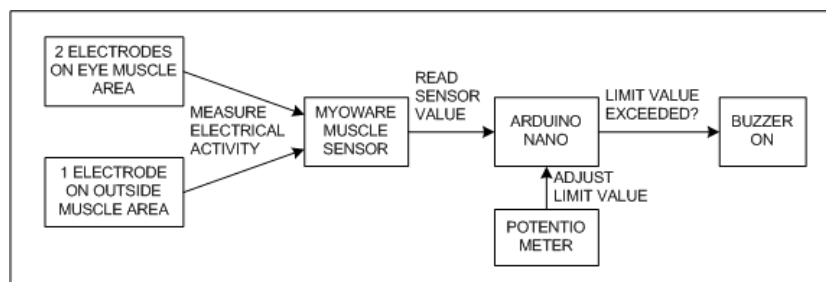 2 ELECTRODES
ON EYE MUSCLE
AREA
1 ELECTRODE
ON OUTSIDE
MUSCLE AREA
MEASURE
ELECTRICAL
ACTIVITY
MYOWARE
MUSCLE
SENSOR
READ
SENSOR
VALUE
ARDUINO
NANO
LIMIT VALUE
EXCEEDED?
BUZZER
ON
ADJUST
LIMIT VALUE
POTENTIO
METER